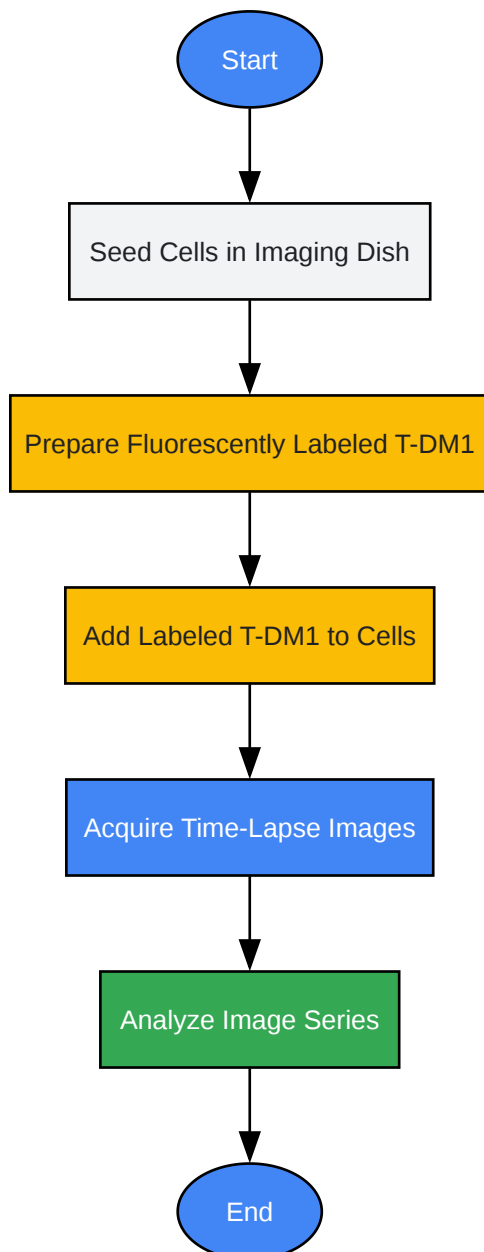 Start
Seed Cells in Imaging Dish
Prepare Fluorescently Labeled T-DM1
Add Labeled T-DM1 to Cells
Acquire Time-Lapse Images
Analyze Image Series
End